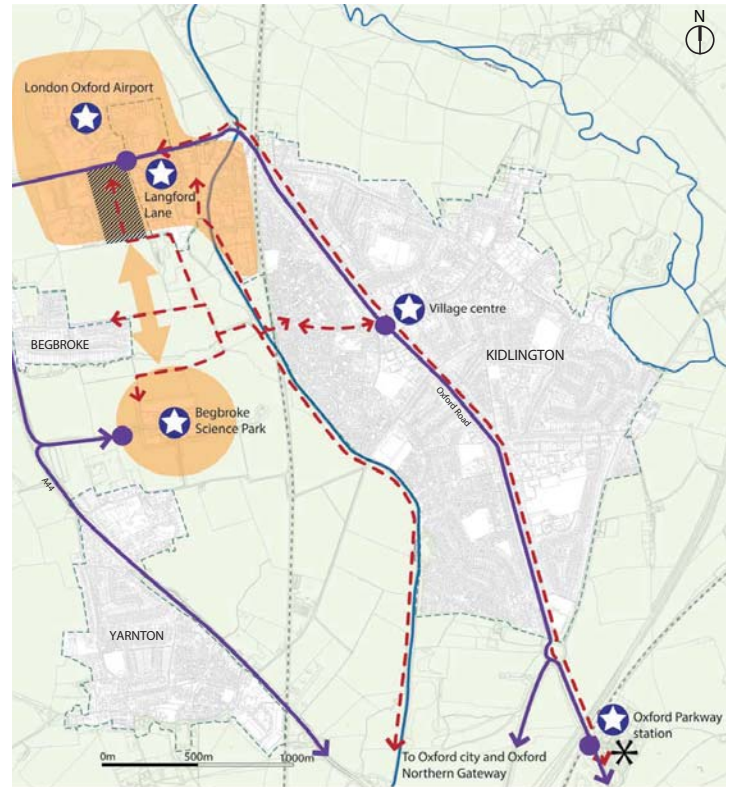 N
London Oxford Airport
Langford
Lane
Village centre
BEGBROKE
KIDLINGTON
Oxford Road
Begbroke
Science Park
A44
YARNTON
Oxford Parkway
station
0m 500m 1000m
To Oxford city and Oxford
Northern Gateway